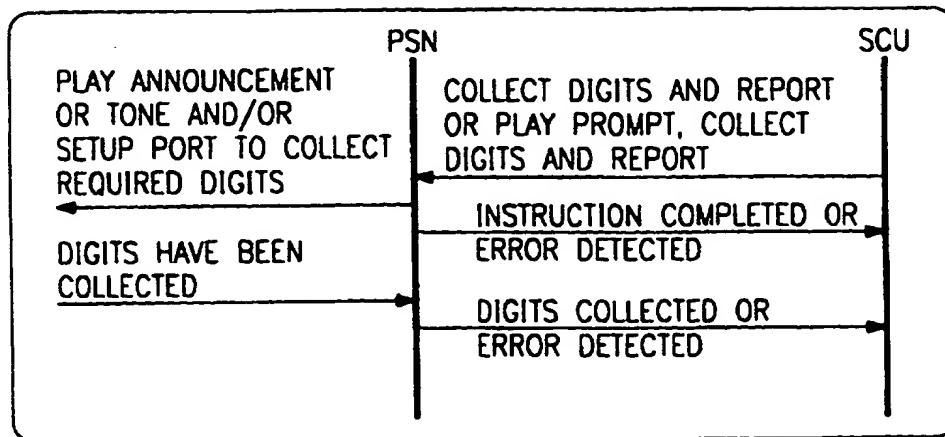 PSN
SCU
PLAY ANNOUNCEMENT
OR TONE AND/OR
SETUP PORT TO COLLECT
REQUIRED DIGITS
COLLECT DIGITS AND REPORT
OR PLAY PROMPT, COLLECT
DIGITS AND REPORT
INSTRUCTION COMPLETED OR
ERROR DETECTED
DIGITS HAVE BEEN
COLLECTED
DIGITS COLLECTED OR
ERROR DETECTED